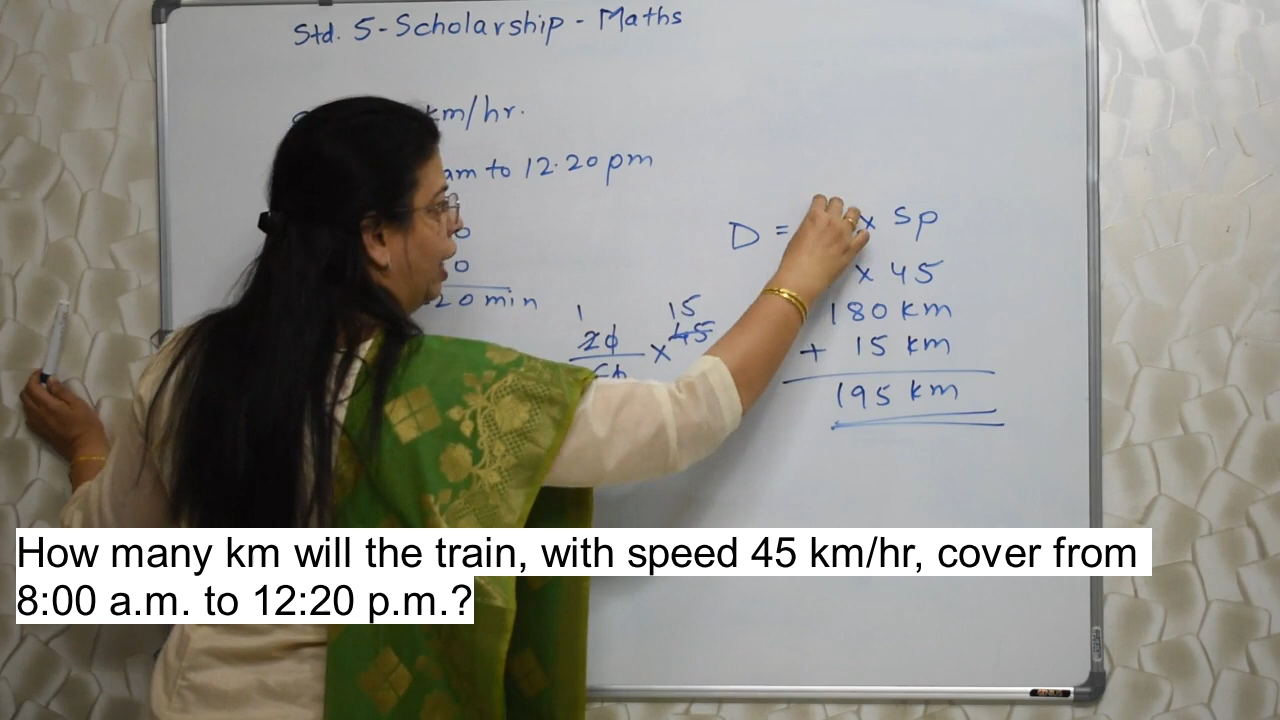 Std. 5 - Scholarship - Maths
km/hr.
am to 12.20 pm
D = x Sp
0
0
x 45
20 min
1 15
180 km
20 x 45
+ 15 km
195 km
How many km will the train, with speed 45 km/hr, cover from
8:00 a.m. to 12:20 p.m.?